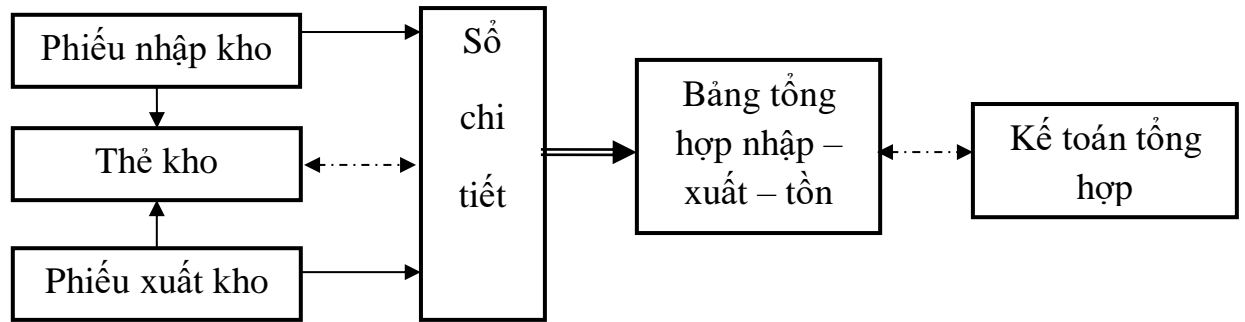 Phiếu nhập kho
Thẻ kho
Phiếu xuất kho
Sổ
chi
tiết
Bảng tổng
hợp nhập –
xuất – tồn
Kế toán tổng
hợp